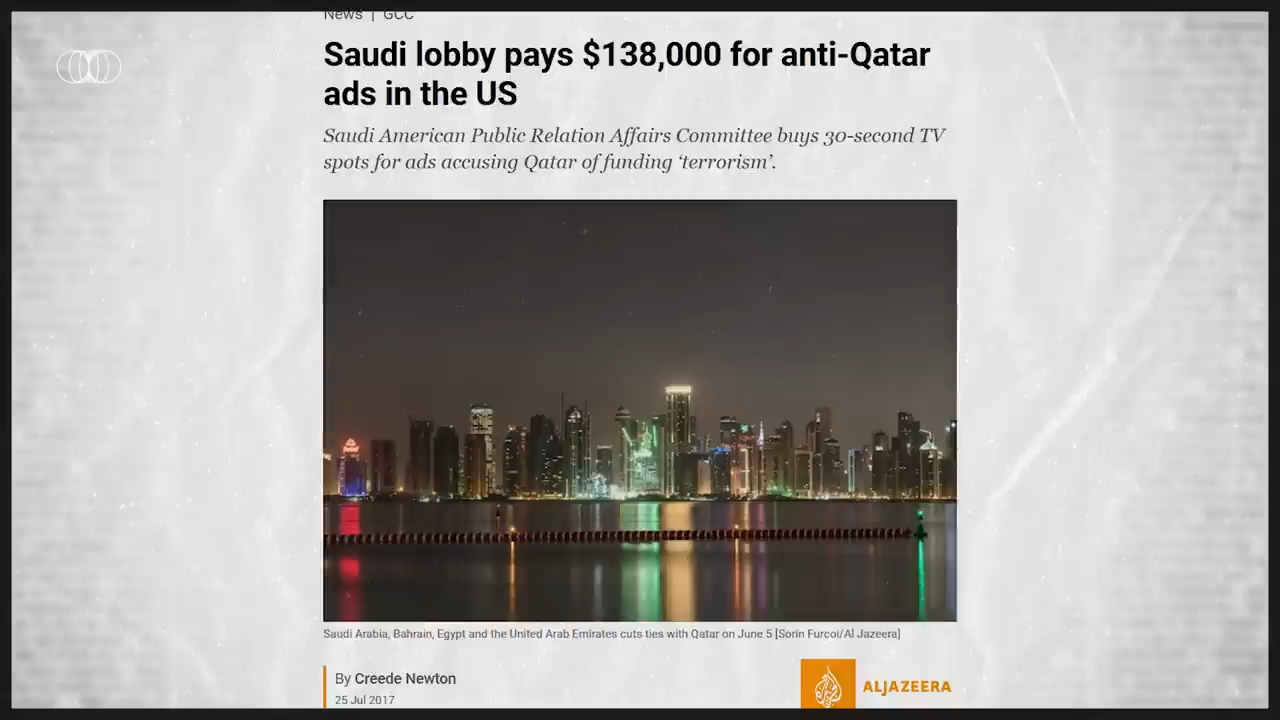 News | GCC
Saudi lobby pays $138,000 for anti-Qatar
ads in the US
Saudi American Public Relation Affairs Committee buys 30-second TV
spots for ads accusing Qatar of funding ‘terrorism’.
Saudi Arabia, Bahrain, Egypt and the United Arab Emirates cuts ties with Qatar on June 5 [Sorin Furcoi/Al Jazeera]
By Creede Newton
25 Jul 2017
ALJAZEERA